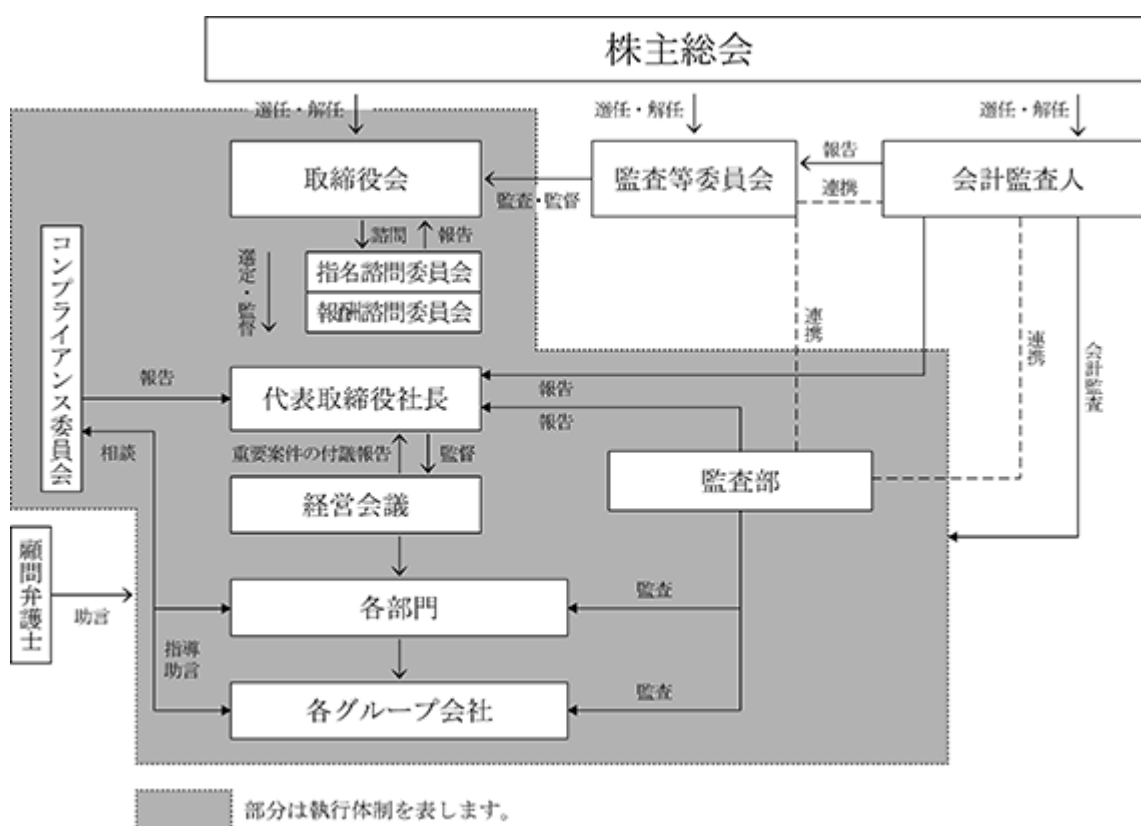 株主総会
選任・解任
選任・解任
選任・解任
取締役会
監査等委員会
会計監査人
報告
連携
監査・監督
諮問
報告
選定・監督
指名諮問委員会
報酬諮問委員会
コンプライアンス委員会
連携
連携
会計監査
報告
代表取締役社長
報告
報告
相談
重要案件の付議報告
監督
監査部
経営会議
顧問弁護士
助言
各部門
監査
指導
助言
各グループ会社
監査
部分は執行体制を表します。